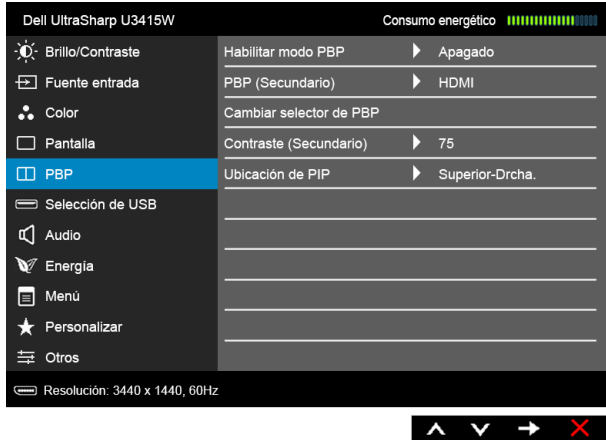 Dell UltraSharp U3415W Consumo energético
Brillo/Contraste Habilitar modo PBP Apagado
Fuente entrada PBP (Secundario) HDMI
Color Cambiar selector de PBP
Pantalla Contraste (Secundario) 75
PBP Ubicación de PIP Superior-Drcha.
Selección de USB
Audio
Energía
Menú
Personalizar
Otros
Resolución: 3440 x 1440, 60Hz